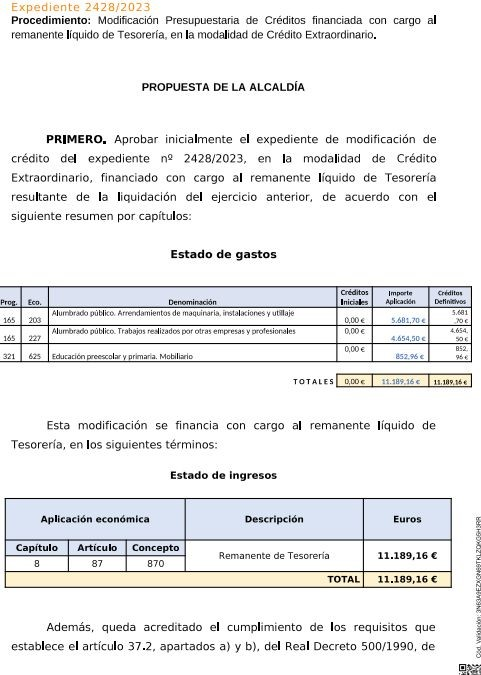 Expediente 2428/2023
Procedimiento: Modificación Presupuestaria de Créditos financiada con cargo al
remanente líquido de Tesorería, en la modalidad de Crédito Extraordinario.
PROPUESTA DE LA ALCALDÍA
PRIMERO. Aprobar inicialmente el expediente de modificación de
crédito del expediente nº 2428/2023, en la modalidad de Crédito
Extraordinario, financiado con cargo al remanente líquido de Tesorería
resultante de la liquidación del ejercicio anterior, de acuerdo con el
siguiente resumen por capítulos:
Estado de gastos
Prog. Eco. Denominación Créditos Iniciales Importe Aplicación Créditos Definitivos
165 203 Alumbrado público. Arrendamientos de maquinaria, instalaciones y utillaje 0,00 € 5.681,70 € 5.681,70 €
165 227 Alumbrado público. Trabajos realizados por otras empresas y profesionales 0,00 € 4.654,50 € 4.654,50 €
321 625 Educación preescolar y primaria. Mobiliario 0,00 € 852,96 € 852,96 €
TOTALES 0,00 € 11.189,16 € 11.189,16 €
Esta modificación se financia con cargo al remanente líquido de
Tesorería, en los siguientes términos:
Estado de ingresos
Aplicación económica Descripción Euros
Capítulo Artículo Concepto
Remanente de Tesorería 11.189,16 €
8 87 870
TOTAL 11.189,16 €
Además, queda acreditado el cumplimiento de los requisitos que
establece el artículo 37.2, apartados a) y b), del Real Decreto 500/1990, de
Cód. Validación: